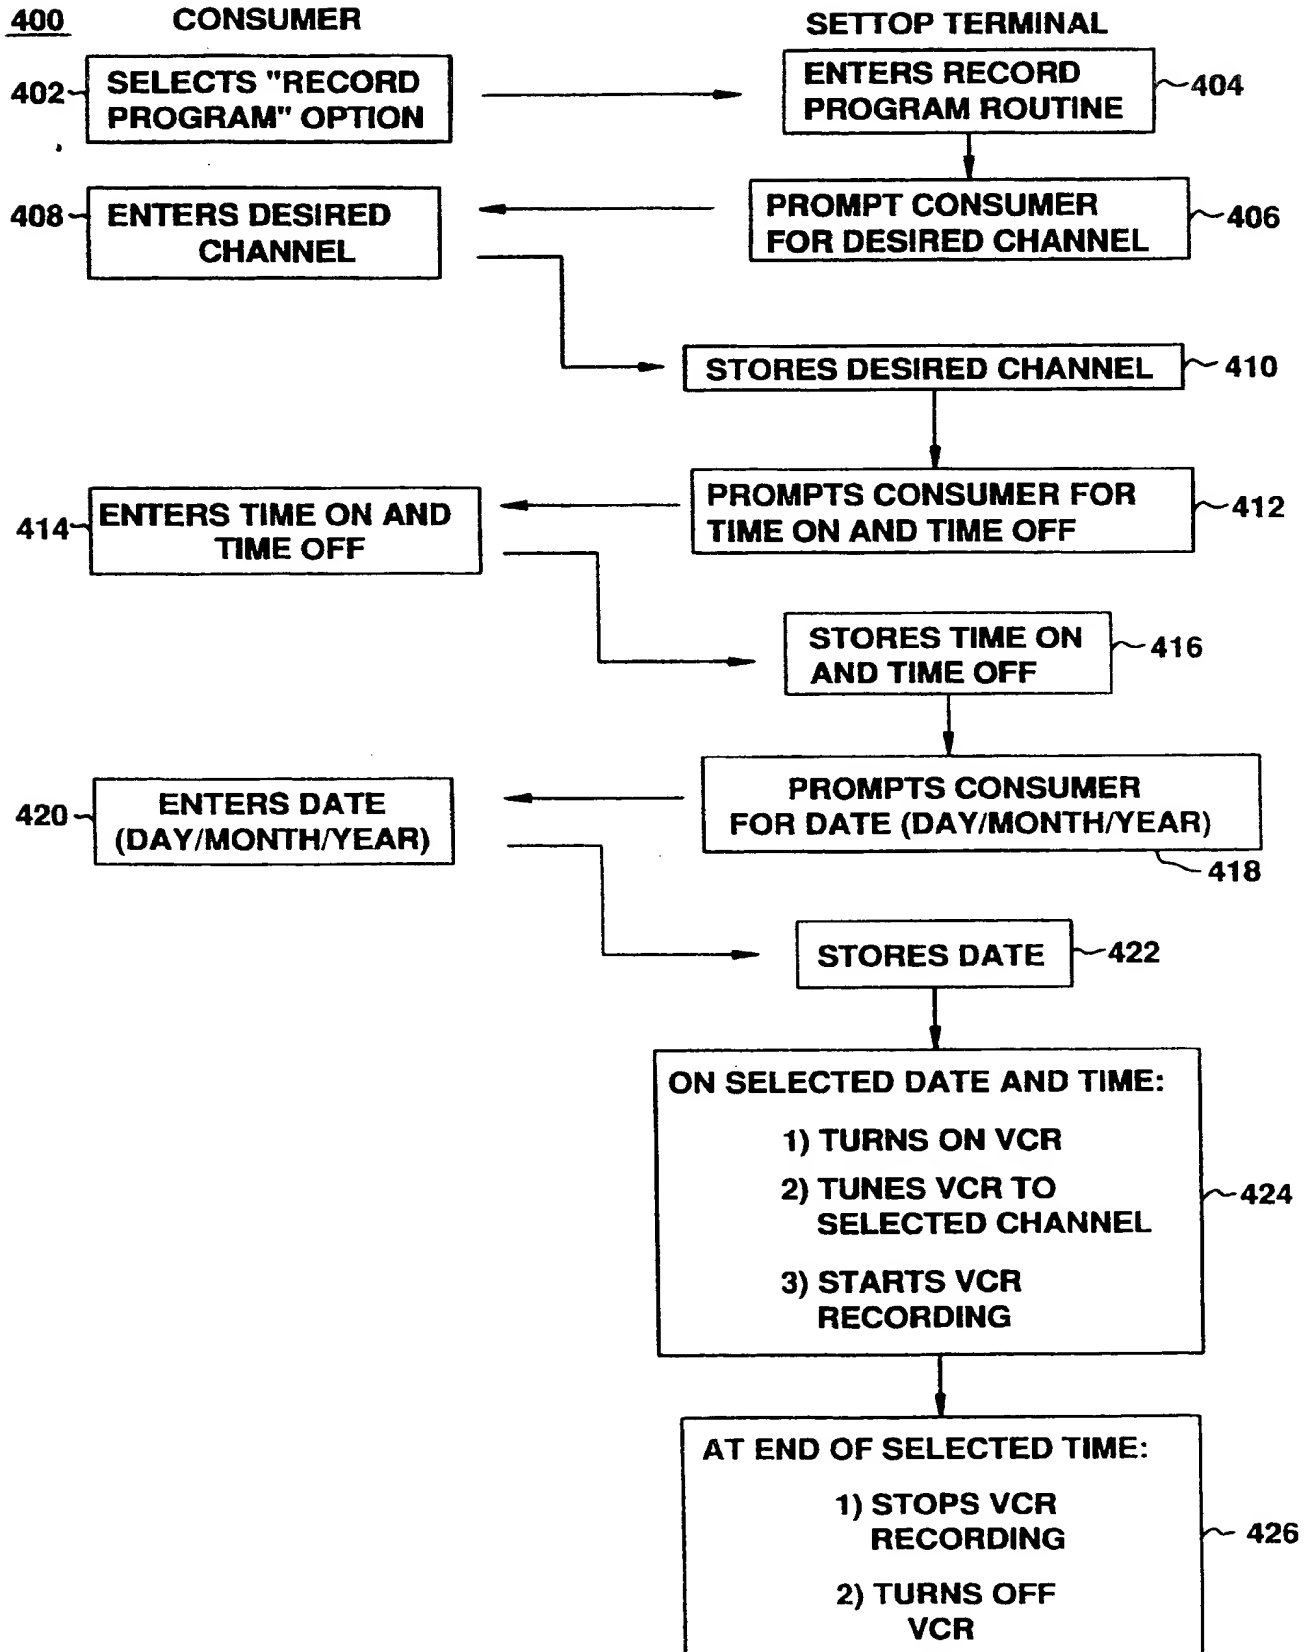 400 CONSUMER SETTOP TERMINAL
402 SELECTS "RECORD
PROGRAM" OPTION
ENTERS RECORD
PROGRAM ROUTINE
404
408 ENTERS DESIRED
CHANNEL
PROMPT CONSUMER
FOR DESIRED CHANNEL
406
STORES DESIRED CHANNEL 410
414 ENTERS TIME ON AND
TIME OFF
PROMPTS CONSUMER FOR
TIME ON AND TIME OFF
412
STORES TIME ON
AND TIME OFF
416
420 ENTERS DATE
(DAY/MONTH/YEAR)
PROMPTS CONSUMER
FOR DATE (DAY/MONTH/YEAR)
418
STORES DATE 422
ON SELECTED DATE AND TIME:
1) TURNS ON VCR
2) TUNES VCR TO
SELECTED CHANNEL
3) STARTS VCR
RECORDING
424
AT END OF SELECTED TIME:
1) STOPS VCR
RECORDING
2) TURNS OFF
VCR
426